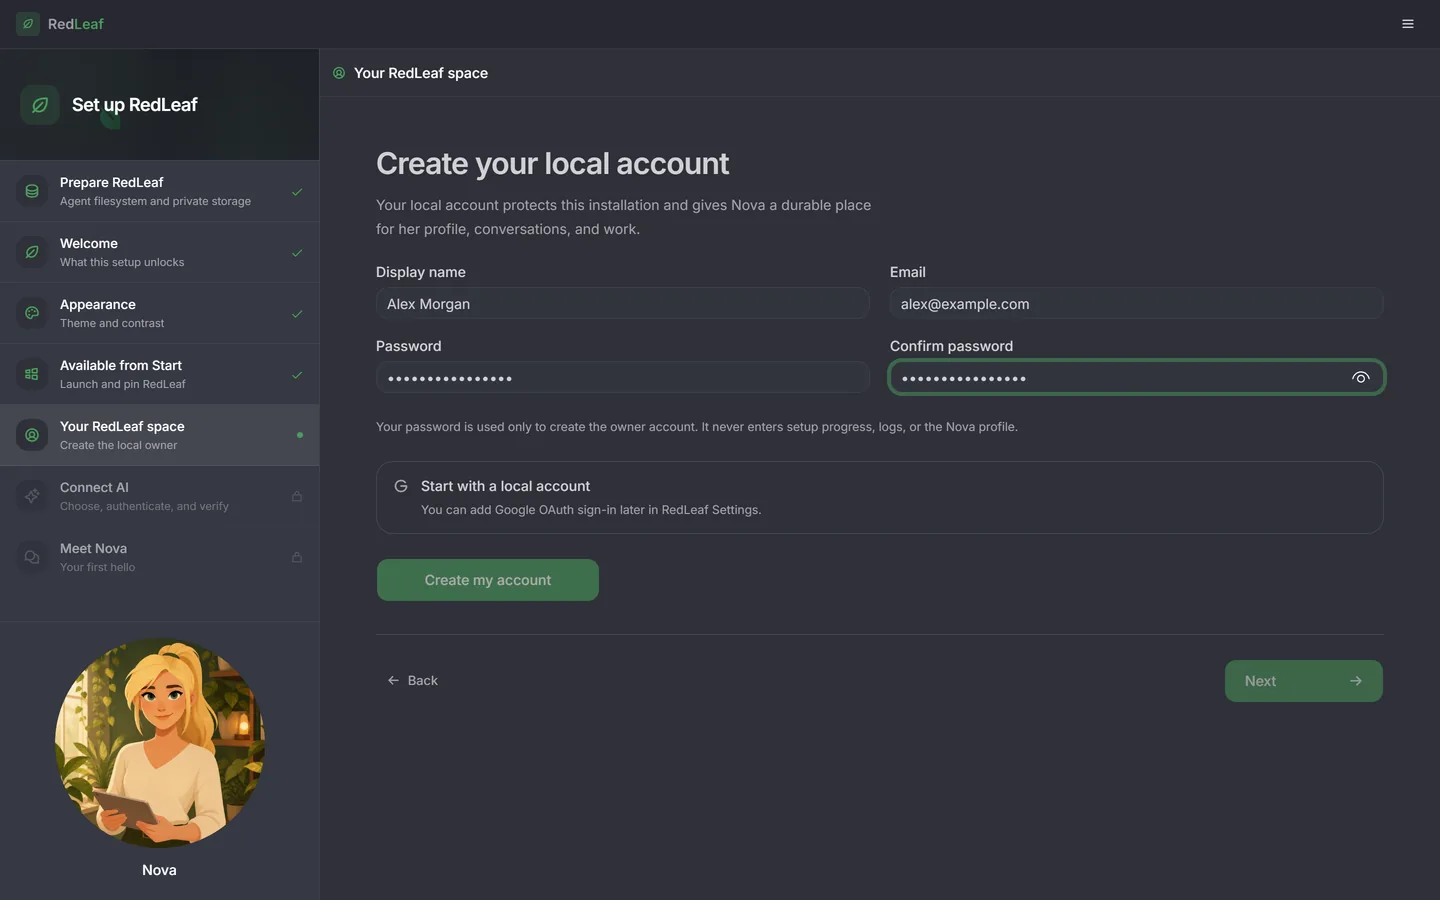 RedLeaf
Set up RedLeaf
Prepare RedLeaf
Agent filesystem and private storage
Welcome
What this setup unlocks
Appearance
Theme and contrast
Available from Start
Launch and pin RedLeaf
Your RedLeaf space
Create the local owner
Connect AI
Choose, authenticate, and verify
Meet Nova
Your first hello
Nova
Your RedLeaf space
Create your local account
Your local account protects this installation and gives Nova a durable place
for her profile, conversations, and work.
Display name
Alex Morgan
Email
alex@example.com
Password
••••••••••••••••
Confirm password
••••••••••••••••
Your password is used only to create the owner account. It never enters setup progress, logs, or the Nova profile.
Start with a local account
You can add Google OAuth sign-in later in RedLeaf Settings.
Create my account
Back
Next